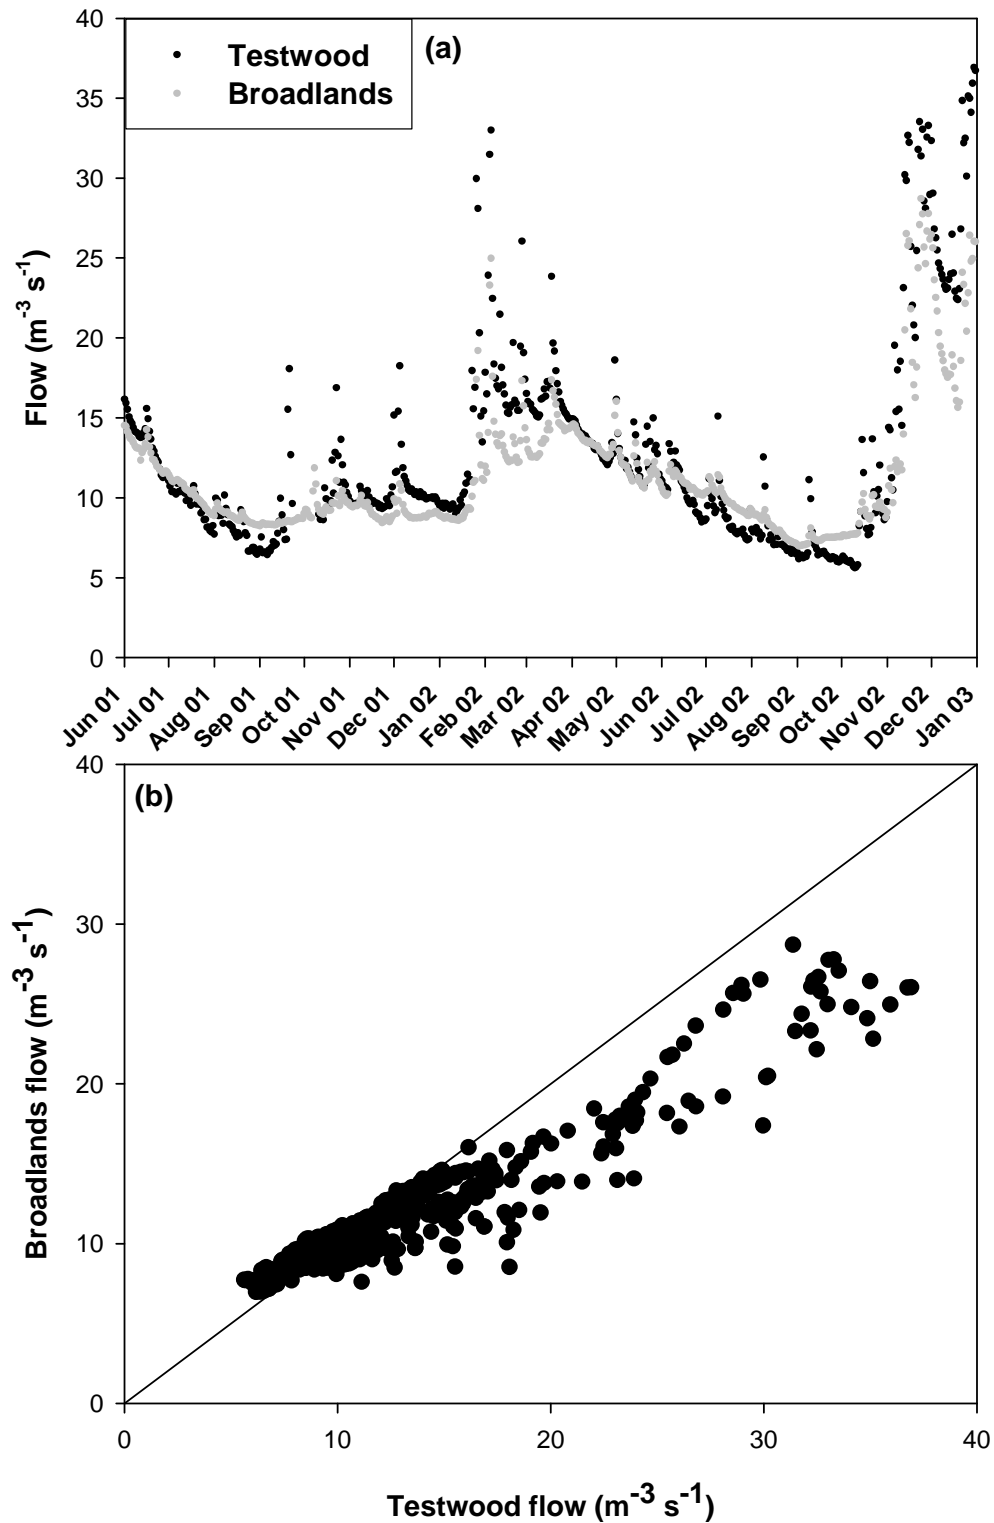 40
35
30
25
20
15
10
5
0
Flow (m⁻³ s⁻¹)
Testwood
Broadlands
(a)
Jun 01
Jul 01
Aug 01
Sep 01
Oct 01
Nov 01
Dec 01
Jan 02
Feb 02
Mar 02
Apr 02
May 02
Jun 02
Jul 02
Aug 02
Sep 02
Oct 02
Nov 02
Dec 02
Jan 03
(b)
40
30
20
10
0
Broadlands flow (m⁻³ s⁻¹)
0 10 20 30 40
Testwood flow (m⁻³ s⁻¹)